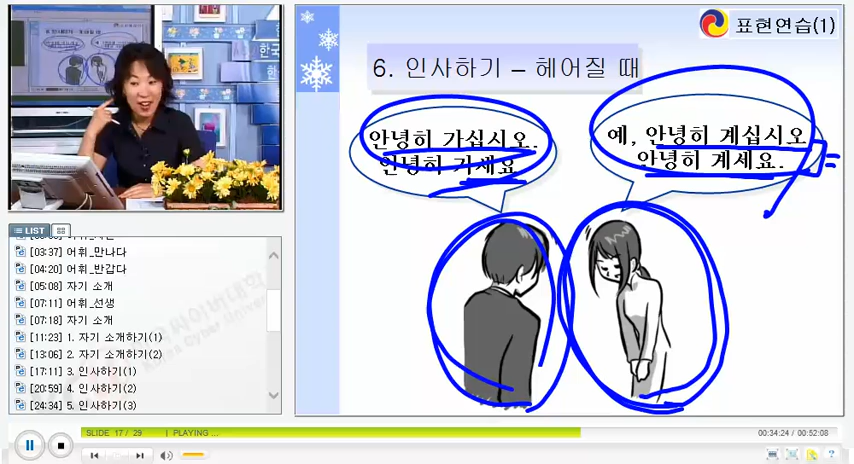 표현연습(1)
6. 인사하기 – 헤어질 때
안녕히 가십시오.
안녕히 가세요
예, 안녕히 계십시오
안녕히 계세요.
LIST
[03:37] 어휘_만나다
[04:20] 어휘_반갑다
[05:08] 자기 소개
[07:11] 어휘_선생
[07:18] 자기 소개
[11:23] 1. 자기 소개하기(1)
[13:06] 2. 자기 소개하기(2)
[17:11] 3. 인사하기(1)
[20:59] 4. 인사하기(2)
[24:34] 5. 인사하기(3)
SLIDE 17 / 29 | PLAYING ...
00:34:24 / 00:52:08